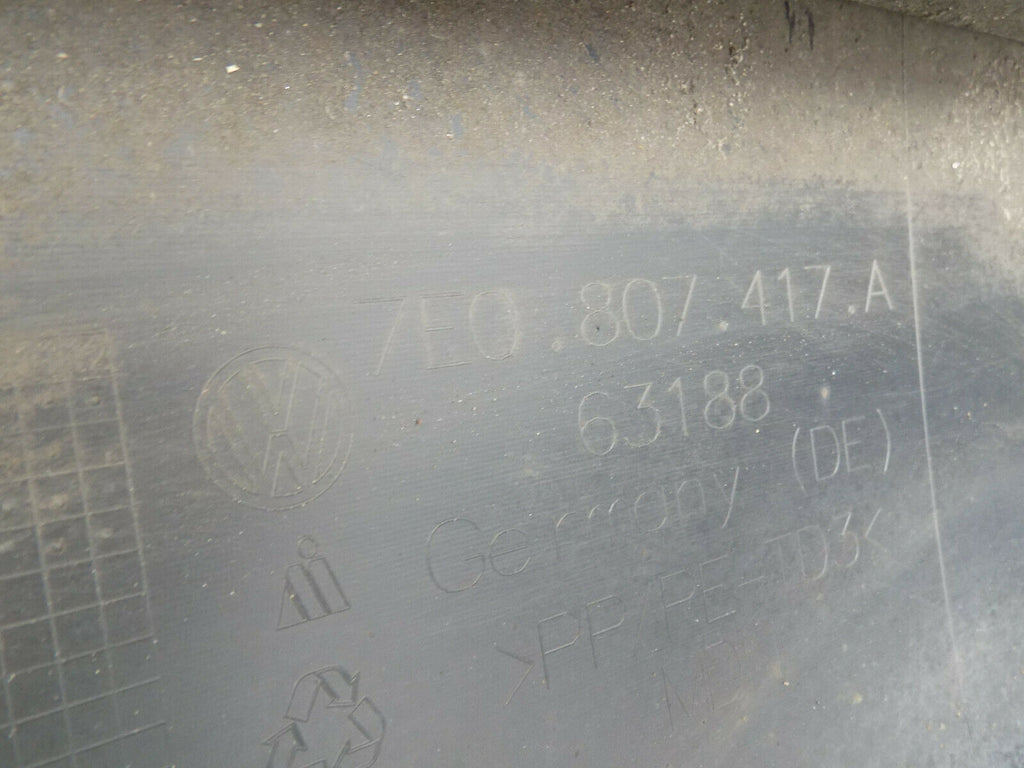 7E0.807.417.A
63188
Germany (DE)
>PP/PE-TD3<